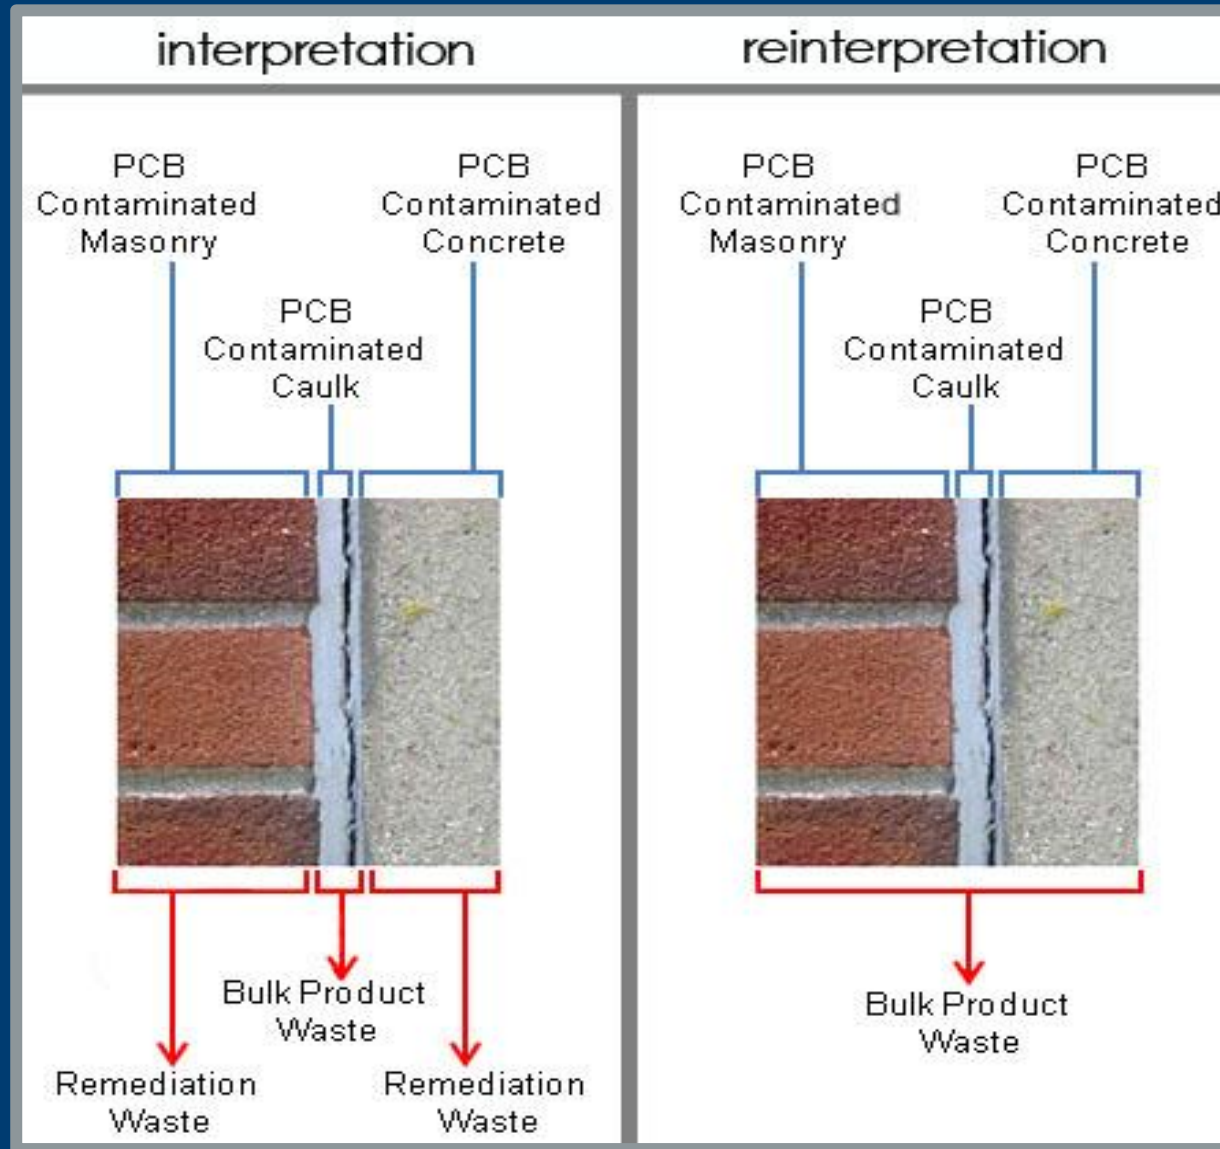 interpretation
PCB
Contaminated
Masonry
PCB
Contaminated
Concrete
PCB
Contaminated
Caulk
Bulk Product
Waste
Remediation
Waste
Remediation
Waste
reinterpretation
PCB
Contaminated
Masonry
PCB
Contaminated
Concrete
PCB
Contaminated
Caulk
Bulk Product
Waste